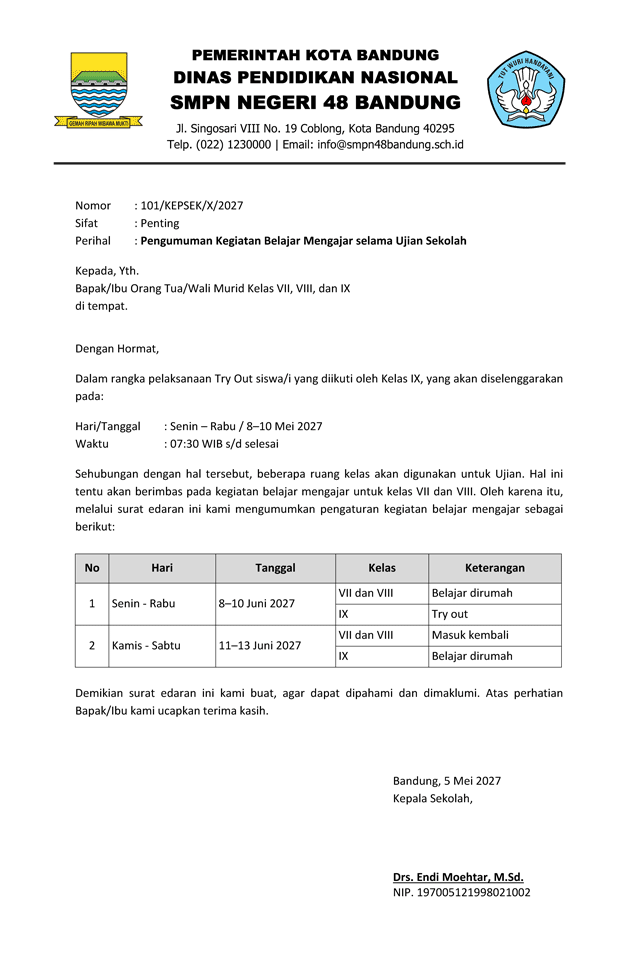 PEMERINTAH KOTA BANDUNG
DINAS PENDIDIKAN NASIONAL
SMPN NEGERI 48 BANDUNG
Jl. Singosari VIII No. 19 Coblong, Kota Bandung 40295
Telp. (022) 1230000 | Email: info@smpn48bandung.sch.id
GEMAH RIPAH WIBAWA MUKTI
TUT WURI HANDAYANI
Nomor : 101/KEPSEK/X/2027
Sifat : Penting
Perihal : Pengumuman Kegiatan Belajar Mengajar selama Ujian Sekolah
Kepada, Yth.
Bapak/Ibu Orang Tua/Wali Murid Kelas VII, VIII, dan IX
di tempat.
Dengan Hormat,
Dalam rangka pelaksanaan Try Out siswa/i yang diikuti oleh Kelas IX, yang akan diselenggarakan
pada:
Hari/Tanggal : Senin – Rabu / 8–10 Mei 2027
Waktu : 07:30 WIB s/d selesai
Sehubungan dengan hal tersebut, beberapa ruang kelas akan digunakan untuk Ujian. Hal ini
tentu akan berimbas pada kegiatan belajar mengajar untuk kelas VII dan VIII. Oleh karena itu,
melalui surat edaran ini kami mengumumkan pengaturan kegiatan belajar mengajar sebagai
berikut:
No Hari Tanggal Kelas Keterangan
1 Senin - Rabu 8–10 Juni 2027 VII dan VIII Belajar dirumah
IX Try out
2 Kamis - Sabtu 11–13 Juni 2027 VII dan VIII Masuk kembali
IX Belajar dirumah
Demikian surat edaran ini kami buat, agar dapat dipahami dan dimaklumi. Atas perhatian
Bapak/Ibu kami ucapkan terima kasih.
Bandung, 5 Mei 2027
Kepala Sekolah,
Drs. Endi Moehtar, M.Sd.
NIP. 197005121998021002